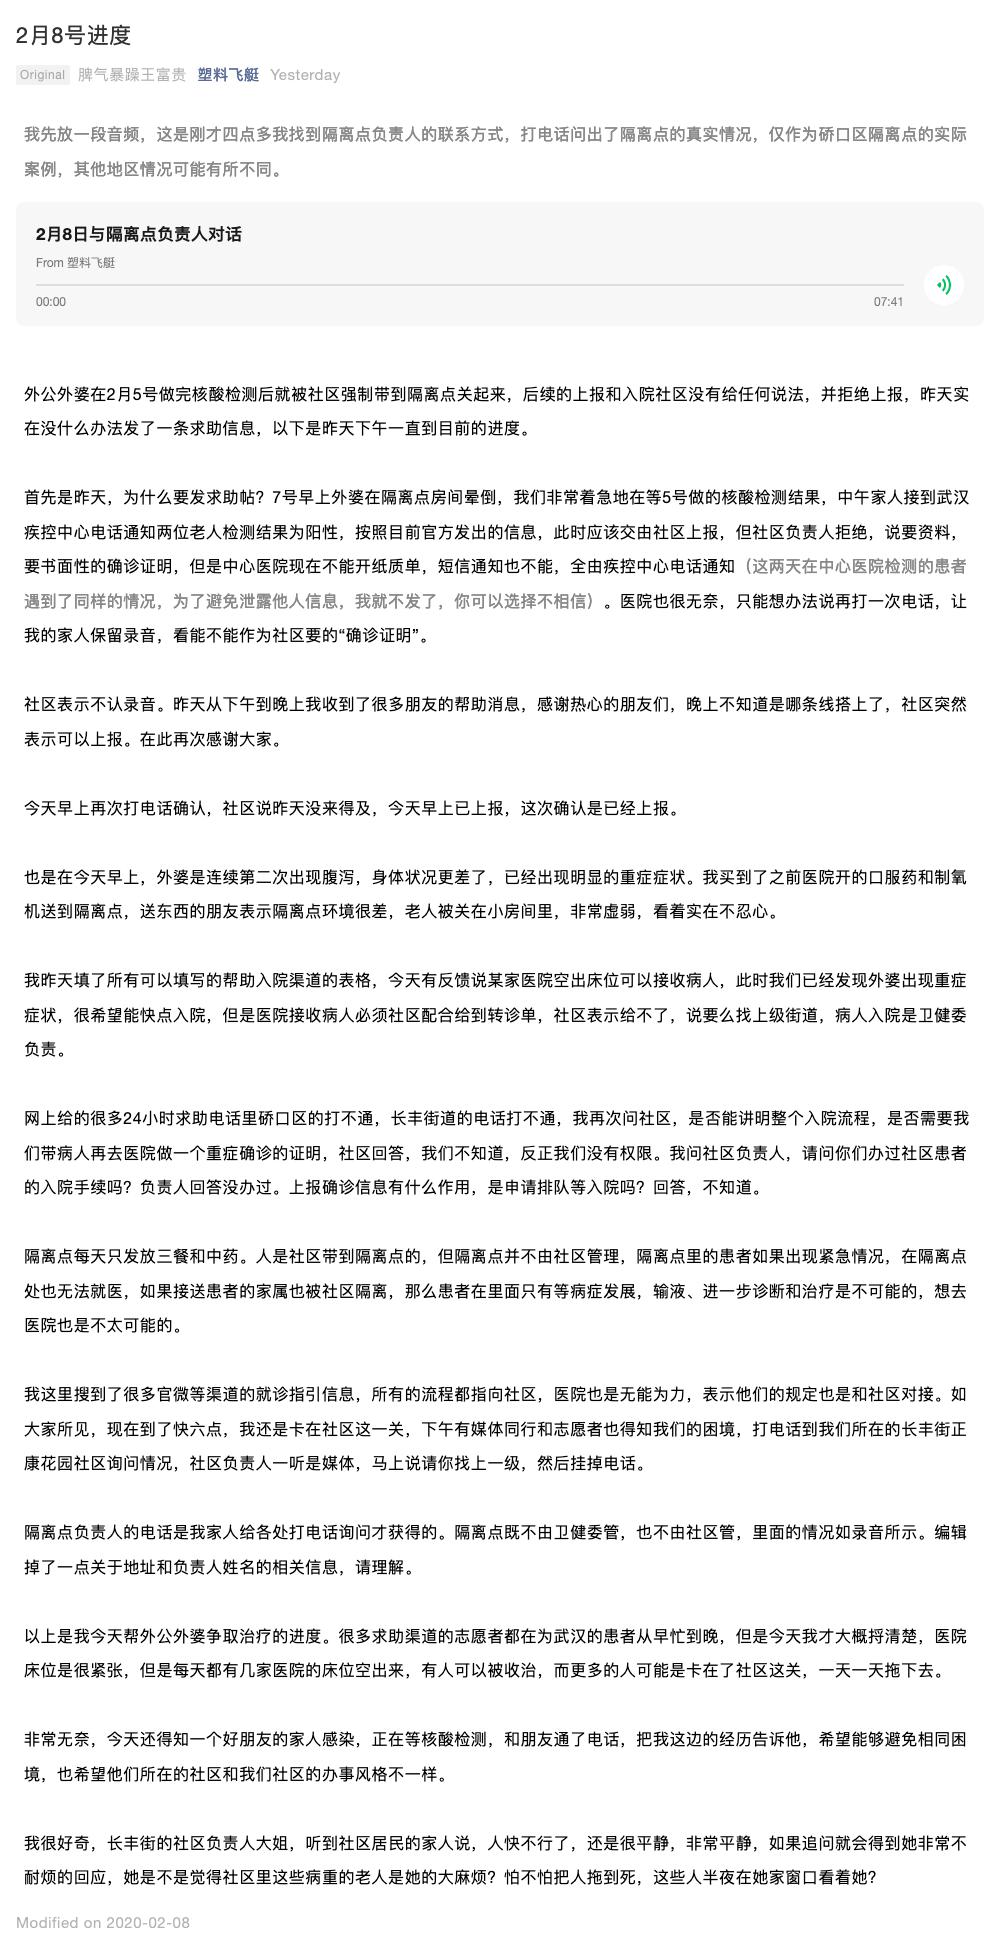 2月8号进度
Original 脾气暴躁王富贵 塑料飞艇 Yesterday
我先放一段音频，这是刚才四点多我找到隔离点负责人的联系方式，打电话问出了隔离点的真实情况，仅作为硚口区隔离点的实际
案例，其他地区情况可能有所不同。
2月8日与隔离点负责人对话
From 塑料飞艇
00:00 07:41
外公外婆在2月5号做完核酸检测后就被社区强制带到隔离点关起来，后续的上报和入院社区没有给任何说法，并拒绝上报，昨天实
在没什么办法发了一条求助信息，以下是昨天下午一直到目前的进度。
首先是昨天，为什么要发求助帖？7号早上外婆在隔离点房间晕倒，我们非常着急地在等5号做的核酸检测结果，中午家人接到武汉
疾控中心电话通知两位老人检测结果为阳性，按照目前官方发出的信息，此时应该交由社区上报，但社区负责人拒绝，说要资料，
要书面性的确诊证明，但是中心医院现在不能开纸质单，短信通知也不能，全由疾控中心电话通知（这两天在中心医院检测的患者
遇到了同样的情况，为了避免泄露他人信息，我就不发了，你可以选择不相信）。医院也很无奈，只能想办法说再打一次电话，让
我的家人保留录音，看能不能作为社区要的“确诊证明”。
社区表示不认录音。昨天从下午到晚上我收到了很多朋友的帮助消息，感谢热心的朋友们，晚上不知道是哪条线搭上了，社区突然
表示可以上报。在此再次感谢大家。
今天早上再次打电话确认，社区说昨天没来得及，今天早上已上报，这次确认是已经上报。
也是在今天早上，外婆是连续第二次出现腹泻，身体状况更差了，已经出现明显的重症症状。我买到了之前医院开的口服药和制氧
机送到隔离点，送东西的朋友表示隔离点环境很差，老人被关在小房间里，非常虚弱，看着实在不忍心。
我昨天填了所有可以填写的帮助入院渠道的表格，今天有反馈说某家医院空出床位可以接收病人，此时我们已经发现外婆出现重症
症状，很希望能快点入院，但是医院接收病人必须社区配合给到转诊单，社区表示给不了，说要么找上级街道，病人入院是卫健委
负责。
网上给的很多24小时求助电话里硚口区的打不通，长丰街道的电话打不通，我再次问社区，是否能讲明整个入院流程，是否需要我
们带病人再去医院做一个重症确诊的证明，社区回答，我们不知道，反正我们没有权限。我问社区负责人，请问你们办过社区患者
的入院手续吗？负责人回答没办过。上报确诊信息有什么作用，是申请排队等入院吗？回答，不知道。
隔离点每天只发放三餐和中药。人是社区带到隔离点的，但隔离点并不由社区管理，隔离点里的患者如果出现紧急情况，在隔离点
处也无法就医，如果接送患者的家属也被社区隔离，那么患者在里面只有等病症发展，输液、进一步诊断和治疗是不可能的，想去
医院也是不太可能的。
我这里搜到了很多官微等渠道的就诊指引信息，所有的流程都指向社区，医院也是无能为力，表示他们的规定也是和社区对接。如
大家所见，现在到了快六点，我还是卡在社区这一关，下午有媒体同行和志愿者也得知我们的困境，打电话到我们所在的长丰街正
康花园社区询问情况，社区负责人一听是媒体，马上说请你找上一级，然后挂掉电话。
隔离点负责人的电话是我家人给各处打电话询问才获得的。隔离点既不由卫健委管，也不由社区管，里面的情况如录音所示。编辑
掉了一点关于地址和负责人姓名的相关信息，请理解。
以上是我今天帮外公外婆争取治疗的进度。很多求助渠道的志愿者都在为武汉的患者从早忙到晚，但是今天我才大概捋清楚，医院
床位是很紧张，但是每天都有几家医院的床位空出来，有人可以被收治，而更多的人可能是卡在了社区这关，一天一天拖下去。
非常无奈，今天还得知一个好朋友的家人感染，正在等核酸检测，和朋友通了电话，把我这边的经历告诉他，希望能够避免相同困
境，也希望他们所在的社区和我们社区的办事风格不一样。
我很好奇，长丰街的社区负责人大姐，听到社区居民的家人说，人快不行了，还是很平静，非常平静，如果追问就会得到她非常不
耐烦的回应，她是不是觉得社区里这些病重的老人是她的大麻烦？怕不怕把人拖到死，这些人半夜在她家窗口看着她？
Modified on 2020-02-08